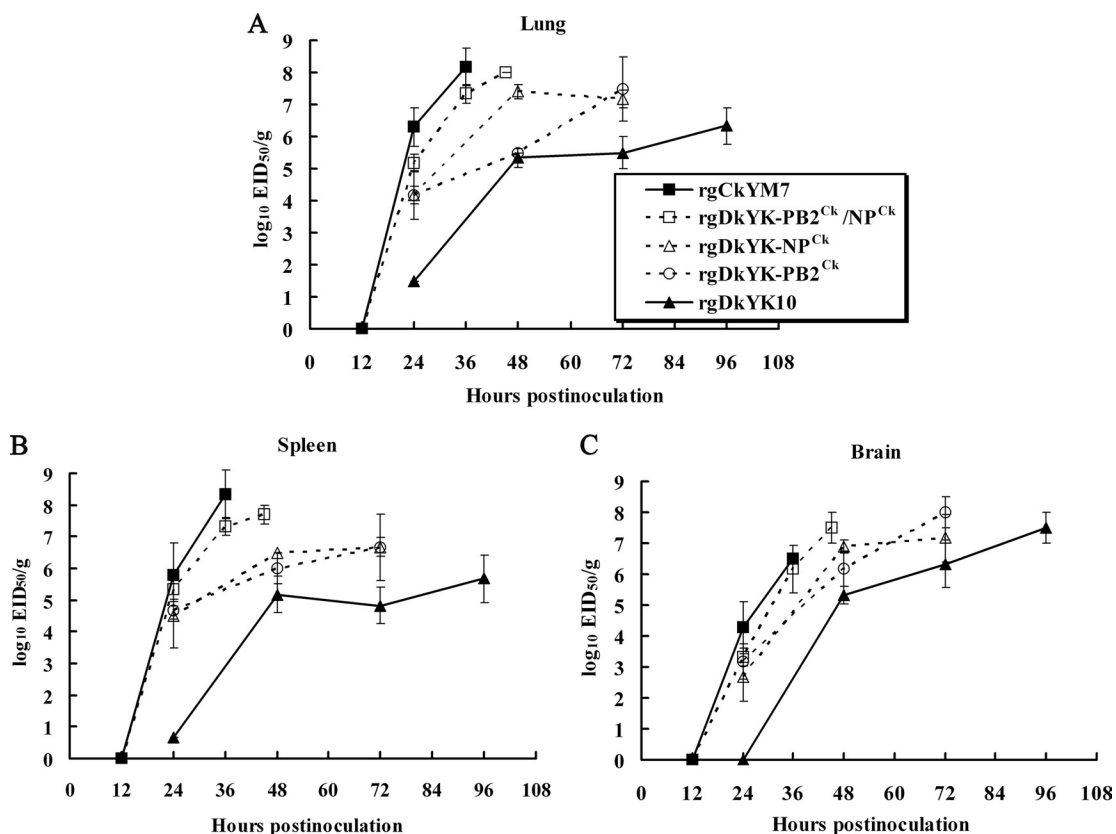 A
Lung
9
8
7
6
5
4
3
2
1
0
log₁₀ EID₅₀/g
0 12 24 36 48 60 72 84 96 108
Hours postinoculation
rgCkYM7
rgDkYK-PB2ᶜᵏ /NPᶜᵏ
rgDkYK-NPᶜᵏ
rgDkYK-PB2ᶜᵏ
rgDkYK10
B
Spleen
9
8
7
6
5
4
3
2
1
0
log₁₀ EID₅₀/g
0 12 24 36 48 60 72 84 96 108
Hours postinoculation
C
Brain
9
8
7
6
5
4
3
2
1
0
log₁₀ EID₅₀/g
0 12 24 36 48 60 72 84 96 108
Hours postinoculation